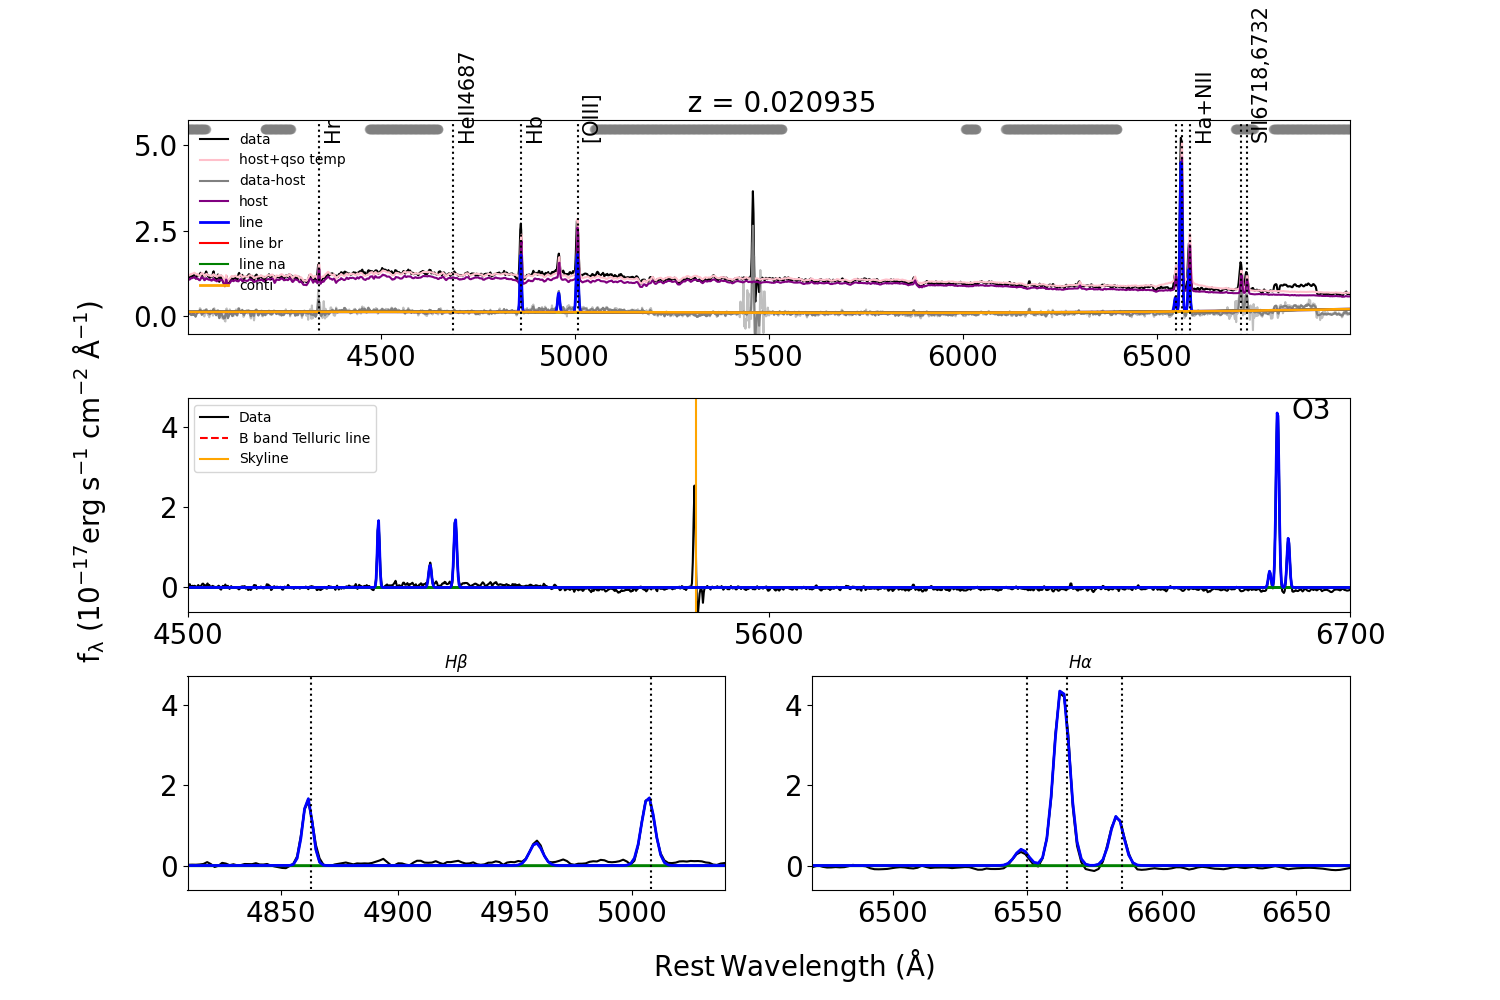 z = 0.020935
Hr
HeII4687
Hb
[OIII]
Ha+NII
SII6718,6732
data
host+qso temp
data-host
host
line
line br
line na
conti
5.0
2.5
0.0
4500 5000 5500 6000 6500
f_λ (10⁻¹⁷erg s⁻¹ cm⁻² Å⁻¹)
Data
B band Telluric line
Skyline
O3
4
2
0
4500 5600 6700
Hβ
4
2
0
4850 4900 4950 5000
Hα
4
2
0
6500 6550 6600 6650
Rest Wavelength (Å)